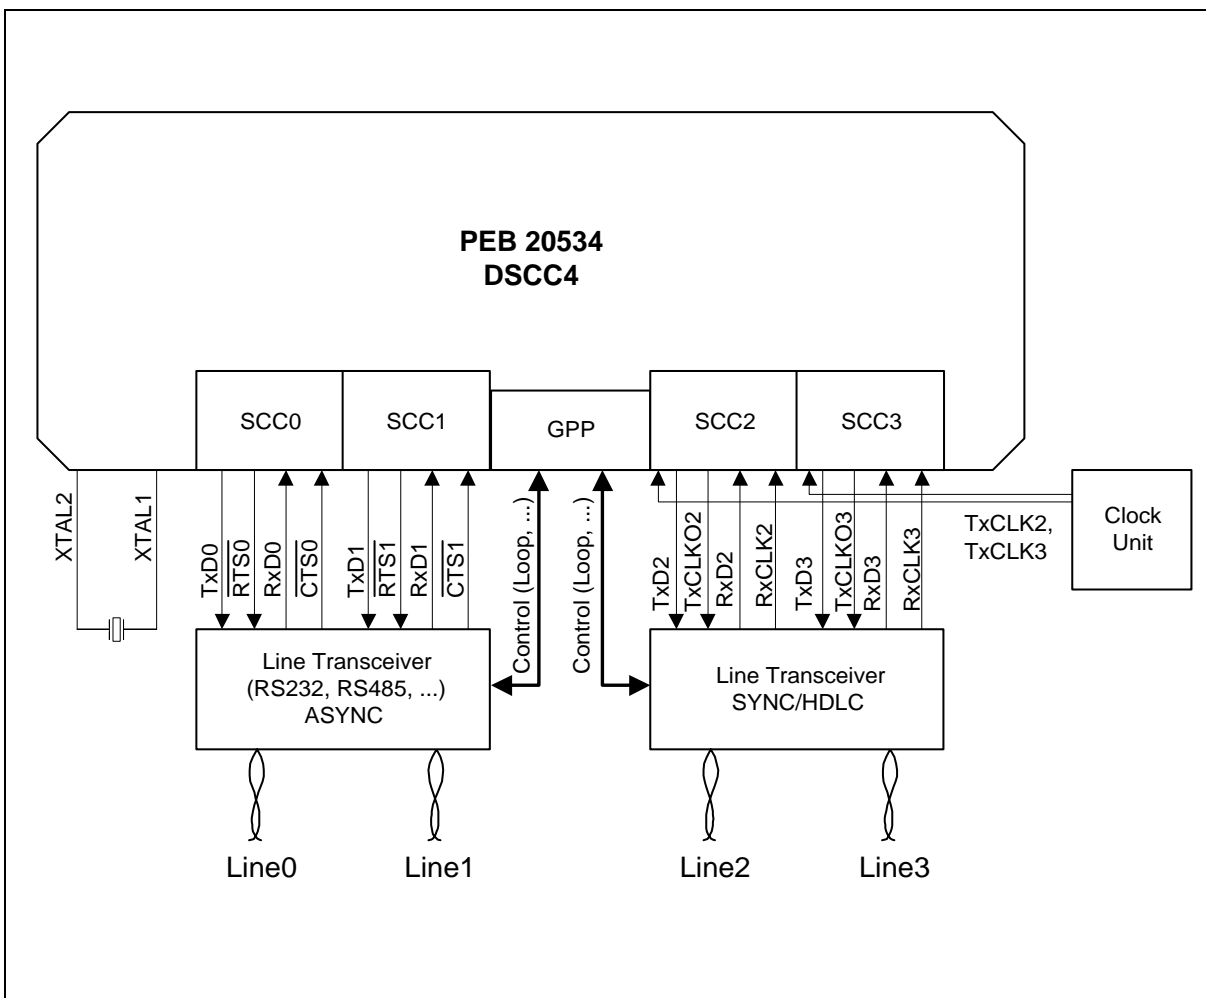 PEB 20534
DSCC4
SCC0
SCC1
GPP
SCC2
SCC3
XTAL2
XTAL1
TxD0
RTS0
RxD0
CTS0
TxD1
RTS1
RxD1
CTS1
Control (Loop, ...)
Control (Loop, ...)
TxD2
TxCLKO2
RxD2
RxCLK2
TxD3
TxCLKO3
RxD3
RxCLK3
TxCLK2,
TxCLK3
Clock
Unit
Line Transceiver
(RS232, RS485, ...)
ASYNC
Line Transceiver
SYNC/HDLC
Line0
Line1
Line2
Line3